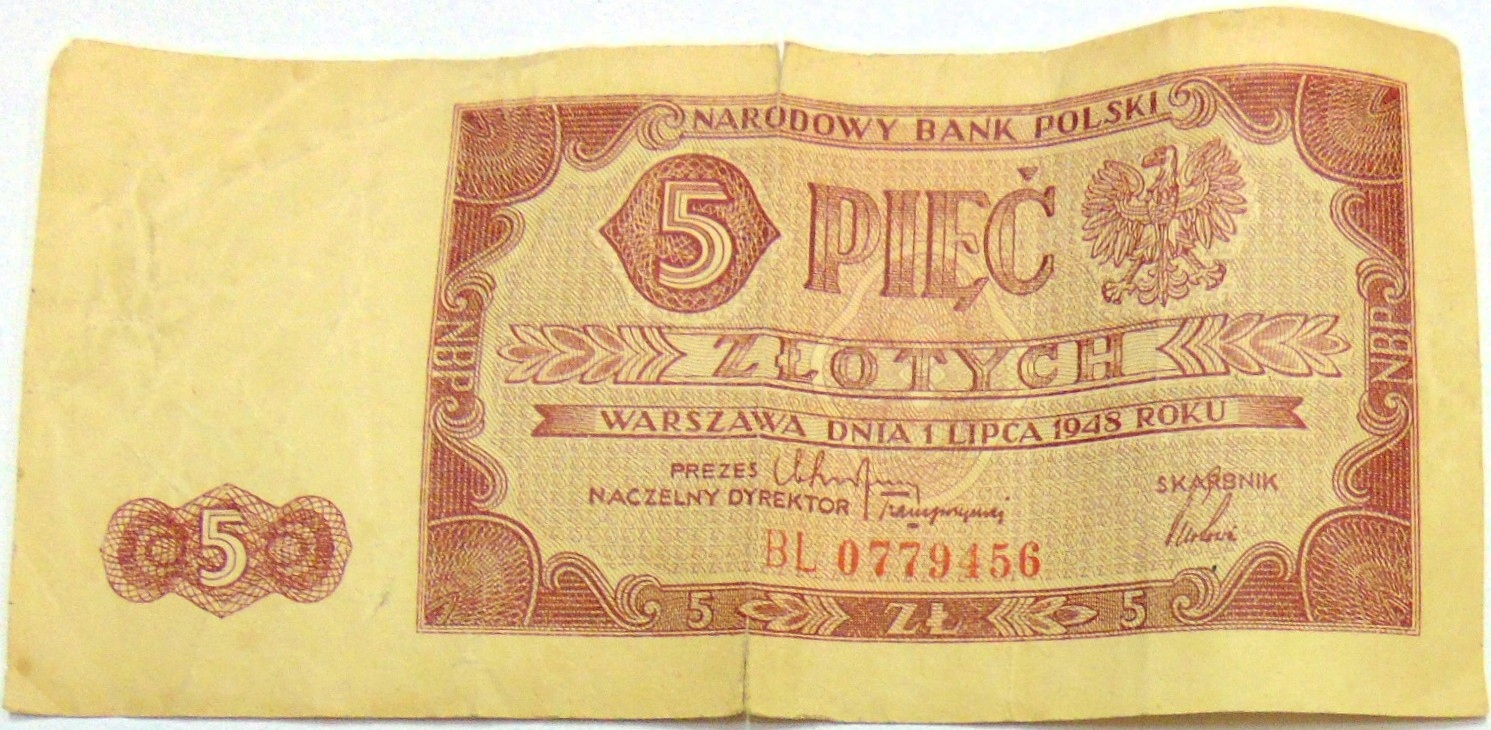 NARODOWY BANK POLSKI
5 PIĘĆ
ZŁOTYCH
NBP
NBP
WARSZAWA DNIA 1 LIPCA 1948 ROKU
PREZES
NACZELNY DYREKTOR
SKARBNIK
BL 0779456
5 ZŁ 5
5